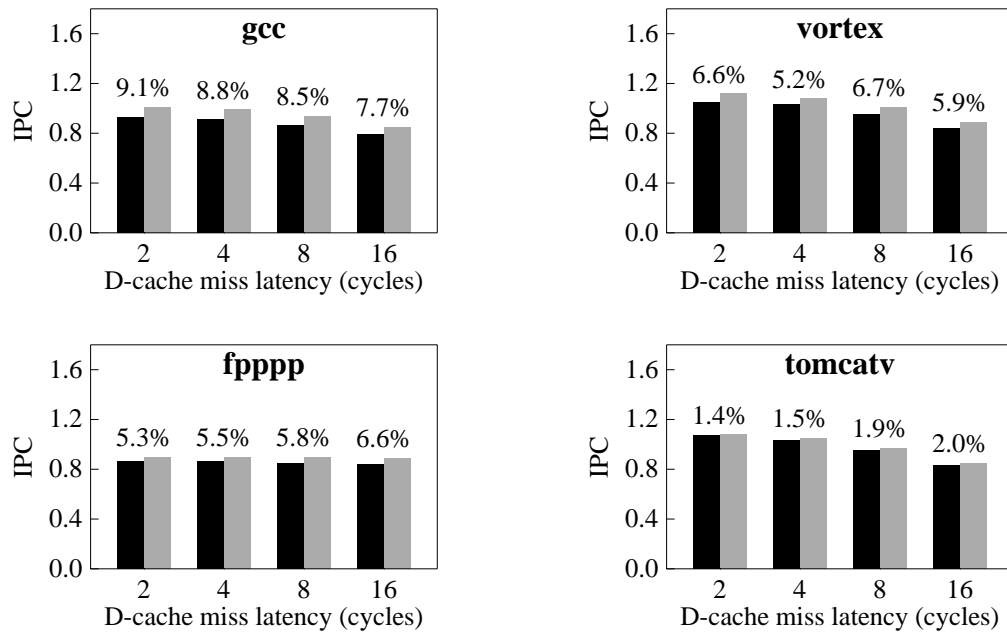 gcc
IPC
1.6
1.2
0.8
0.4
0.0
9.1%
8.8%
8.5%
7.7%
2 4 8 16
D-cache miss latency (cycles)
vortex
IPC
1.6
1.2
0.8
0.4
0.0
6.6%
5.2%
6.7%
5.9%
2 4 8 16
D-cache miss latency (cycles)
fpppp
IPC
1.6
1.2
0.8
0.4
0.0
5.3%
5.5%
5.8%
6.6%
2 4 8 16
D-cache miss latency (cycles)
tomcatv
IPC
1.6
1.2
0.8
0.4
0.0
1.4%
1.5%
1.9%
2.0%
2 4 8 16
D-cache miss latency (cycles)